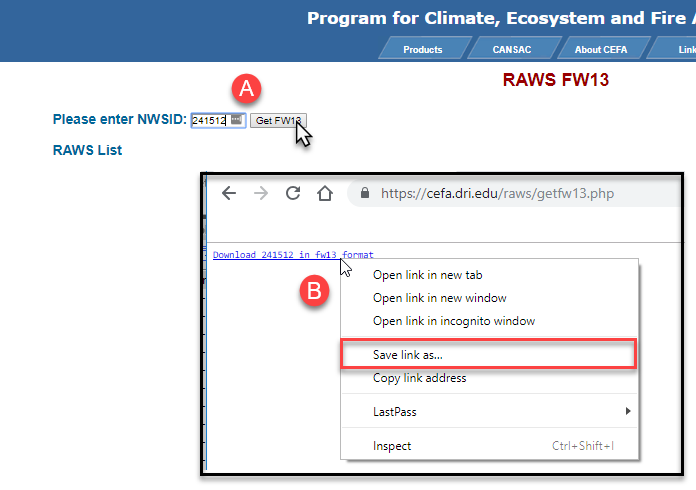 Program for Climate, Ecosystem and Fire A
Products CANSAC About CEFA Link
RAWS FW13
A
Please enter NWSID: 241512 Get FW13
RAWS List
https://cefa.dri.edu/raws/getfw13.php
Download 241512 in fw13 format
B
Open link in new tab
Open link in new window
Open link in incognito window
Save link as...
Copy link address
LastPass
Inspect Ctrl+Shift+I